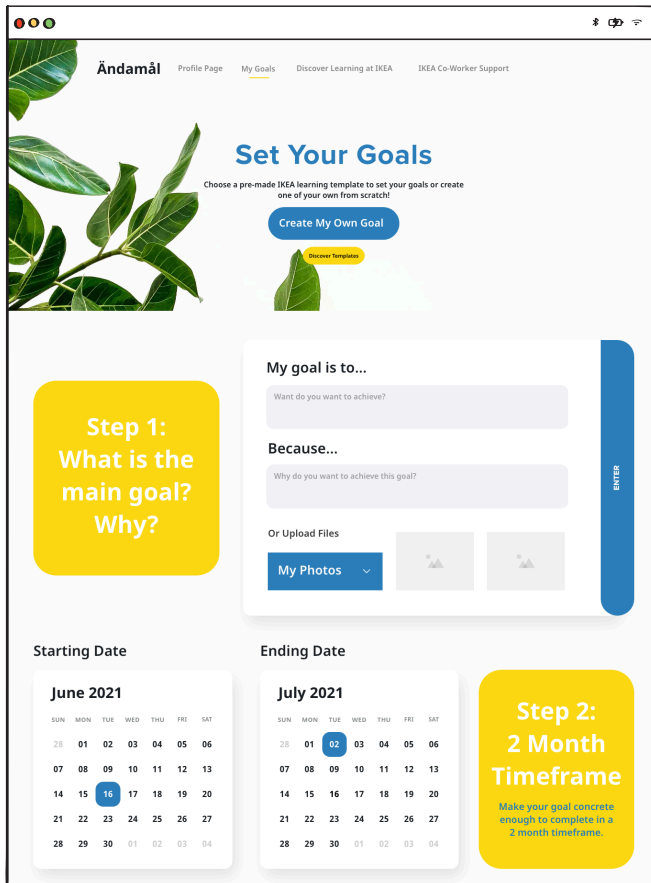 Ändamål Profile Page My Goals Discover Learning at IKEA IKEA Co-Worker Support
Set Your Goals
Choose a pre-made IKEA learning template to set your goals or create
one of your own from scratch!
Create My Own Goal
Discover Templates
Step 1:
What is the
main goal?
Why?
My goal is to...
Want do you want to achieve?
Because...
Why do you want to achieve this goal?
Or Upload Files
My Photos
ENTER
Starting Date
June 2021
SUN MON TUE WED THU FRI SAT
28 01 02 03 04 05 06
07 08 09 10 11 12 13
14 15 16 17 18 19 20
21 22 23 24 25 26 27
28 29 30 01 02 03 04
Ending Date
July 2021
SUN MON TUE WED THU FRI SAT
28 01 02 03 04 05 06
07 08 09 10 11 12 13
14 15 16 17 18 19 20
21 22 23 24 25 26 27
28 29 30 01 02 03 04
Step 2:
2 Month
Timeframe
Make your goal concrete
enough to complete in a
2 month timeframe.